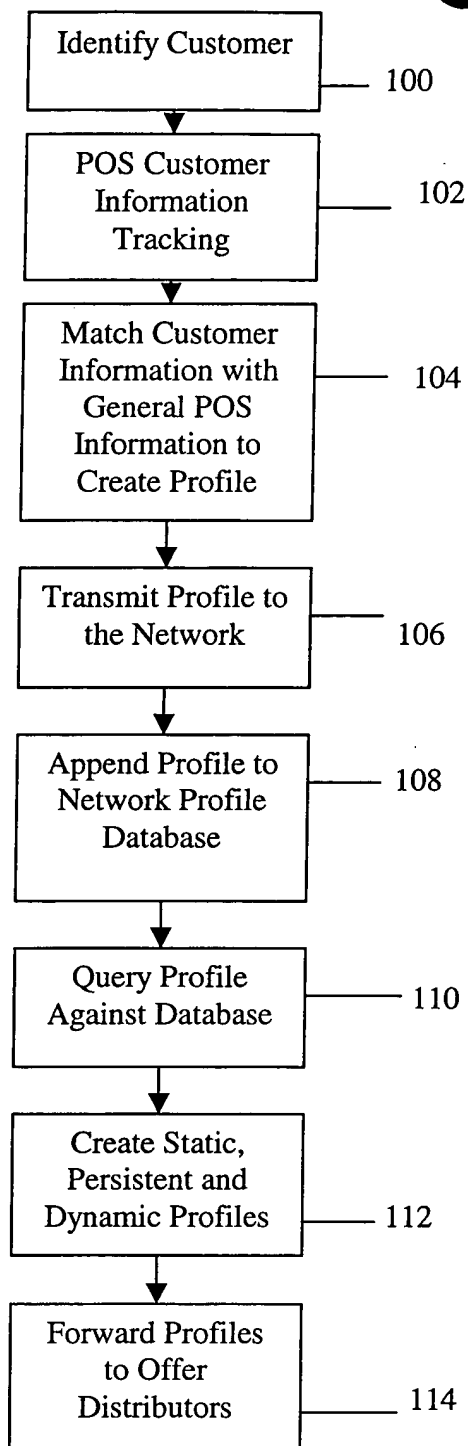 Identify Customer
100
POS Customer
Information
Tracking
102
Match Customer
Information with
General POS
Information to
Create Profile
104
Transmit Profile to
the Network
106
Append Profile to
Network Profile
Database
108
Query Profile
Against Database
110
Create Static,
Persistent and
Dynamic Profiles
112
Forward Profiles
to Offer
Distributors
114